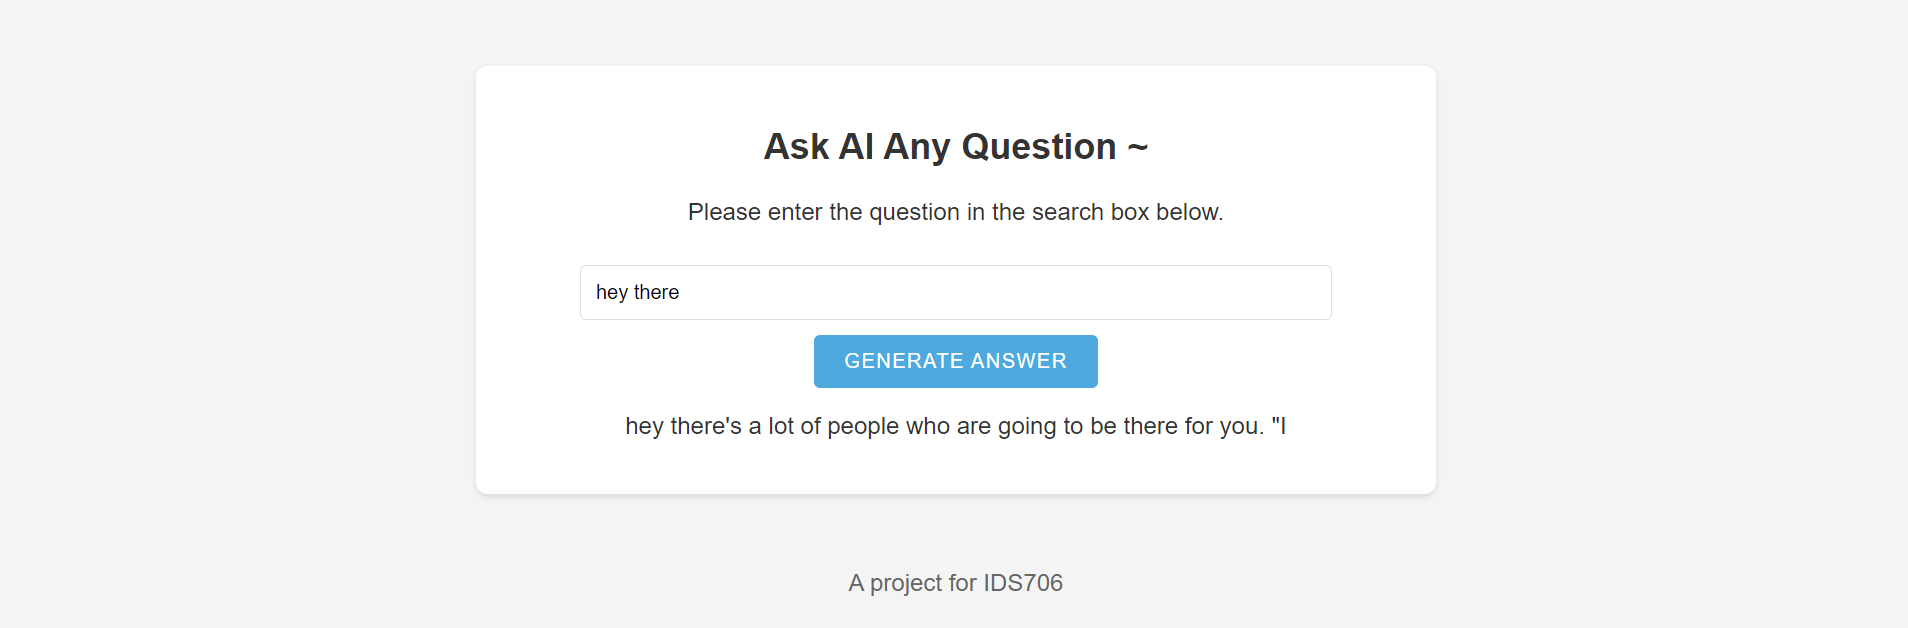 Ask AI Any Question ~
Please enter the question in the search box below.
hey there
GENERATE ANSWER
hey there's a lot of people who are going to be there for you. "I
A project for IDS706